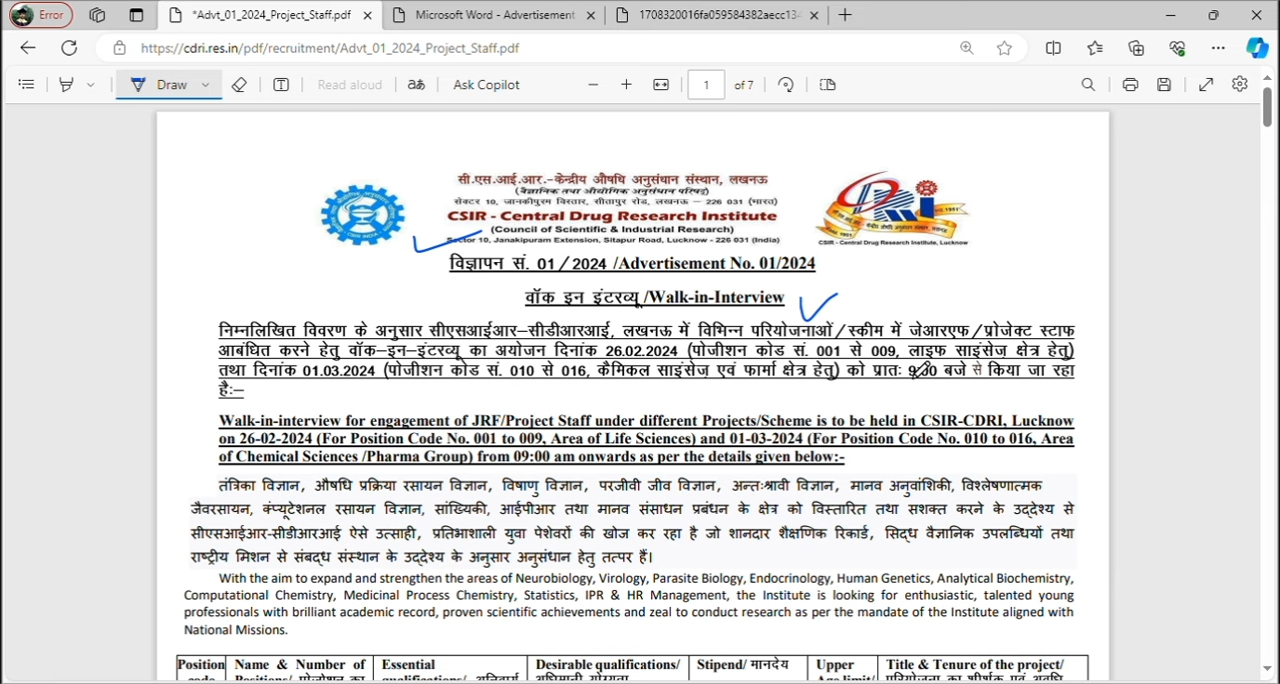 Error
*Advt_01_2024_Project_Staff.pdf
Microsoft Word - Advertisement
1708320016fa059584382aecc134
https://cdri.res.in/pdf/recruitment/Advt_01_2024_Project_Staff.pdf
Draw
Read aloud
Ask Copilot
1 of 7
सी.एस.आई.आर.–केन्द्रीय औषधि अनुसंधान संस्थान, लखनऊ
(वैज्ञानिक तथा औद्योगिक अनुसंधान परिषद)
सेक्टर 10, जानकीपुरम विस्तार, सीतापुर रोड, लखनऊ – 226 031 (भारत)
CSIR - Central Drug Research Institute
(Council of Scientific & Industrial Research)
Sector 10, Janakipuram Extension, Sitapur Road, Lucknow - 226 031 (India)
CSIR - Central Drug Research Institute, Lucknow
विज्ञापन सं. 01/2024 /Advertisement No. 01/2024
वॉक इन इंटरव्यू /Walk-in-Interview
निम्नलिखित विवरण के अनुसार सीएसआईआर–सीडीआरआई, लखनऊ में विभिन्न परियोजनाओं/स्कीम में जेआरएफ/प्रोजेक्ट स्टाफ
आबंधित करने हेतु वॉक–इन–इंटरव्यू का अयोजन दिनांक 26.02.2024 (पोजीशन कोड सं. 001 से 009, लाइफ साइंसेज़ क्षेत्र हेतु)
तथा दिनांक 01.03.2024 (पोजीशन कोड सं. 010 से 016, कैमिकल साइंसेज़ एवं फार्मा क्षेत्र हेतु) को प्रातः बजे से किया जा रहा
है:–
Walk-in-interview for engagement of JRF/Project Staff under different Projects/Scheme is to be held in CSIR-CDRI, Lucknow
on 26-02-2024 (For Position Code No. 001 to 009, Area of Life Sciences) and 01-03-2024 (For Position Code No. 010 to 016, Area
of Chemical Sciences /Pharma Group) from 09:00 am onwards as per the details given below:-
तंत्रिका विज्ञान, औषधि प्रक्रिया रसायन विज्ञान, विषाणु विज्ञान, परजीवी जीव विज्ञान, अन्तःश्रावी विज्ञान, मानव अनुवांशिकी, विश्लेषणात्मक
जैवरसायन, कंप्यूटेशनल रसायन विज्ञान, सांख्यिकी, आईपीआर तथा मानव संसाधन प्रबंधन के क्षेत्र को विस्तारित तथा सशक्त करने के उद्देश्य से
सीएसआईआर-सीडीआरआई ऐसे उत्साही, प्रतिभाशाली युवा पेशेवरों की खोज कर रहा है जो शानदार शैक्षणिक रिकार्ड, सिद्ध वैज्ञानिक उपलब्धियों तथा
राष्ट्रीय मिशन से संबद्ध संस्थान के उद्देश्य के अनुसार अनुसंधान हेतु तत्पर हैं।
With the aim to expand and strengthen the areas of Neurobiology, Virology, Parasite Biology, Endocrinology, Human Genetics, Analytical Biochemistry,
Computational Chemistry, Medicinal Process Chemistry, Statistics, IPR & HR Management, the Institute is looking for enthusiastic, talented young
professionals with brilliant academic record, proven scientific achievements and zeal to conduct research as per the mandate of the Institute aligned with
National Missions.
Position Name & Number of Essential Desirable qualifications/ Stipend/ मानदेय Upper Title & Tenure of the project/